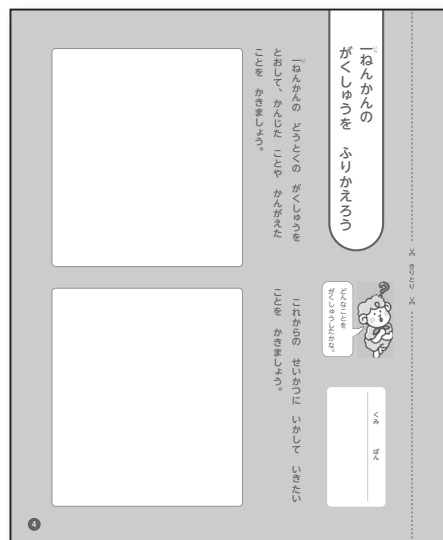 きりとり
一ねんかんの
がくしゅうを　ふりかえろう
いち
どんなことを
がくしゅうしたかな。
くみ　ばん
一ねんかんの　どうとくの　がくしゅうを
とおして、かんじた　ことや　かんがえた
ことを　かきましょう。
これからの　せいかつに　いかして　いきたい
ことを　かきましょう。
4